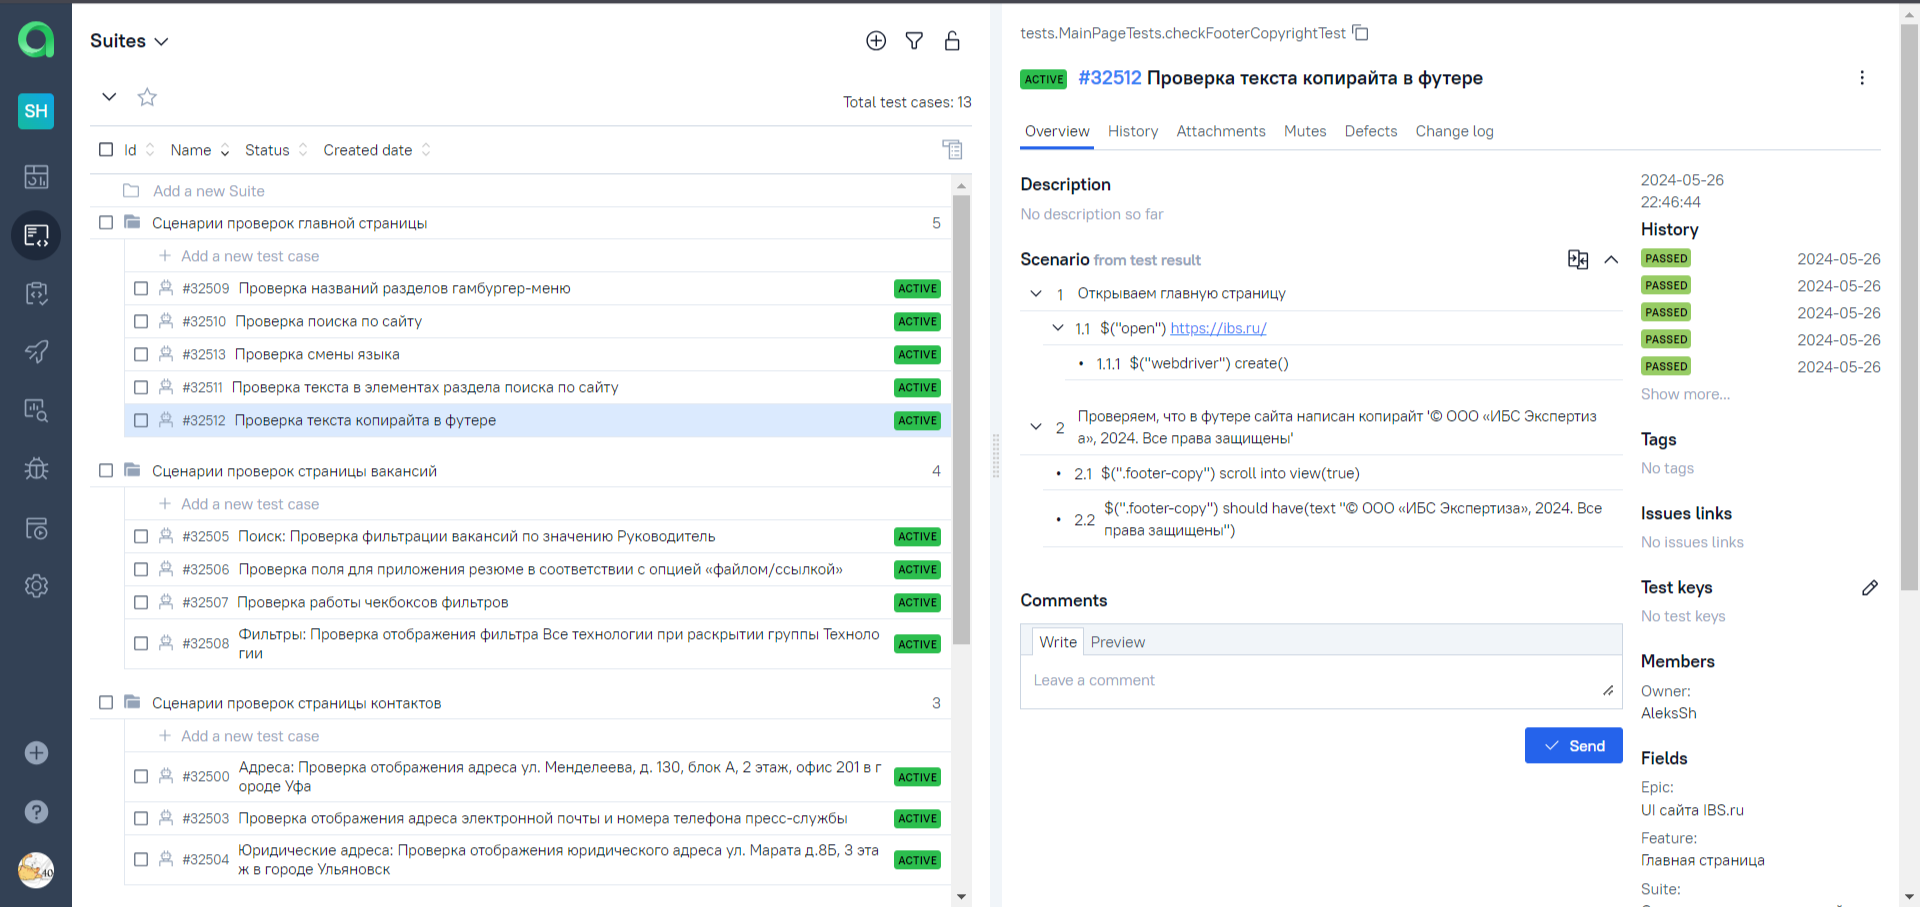 SH
Suites
Total test cases: 13
Id Name Status Created date
Add a new Suite
Сценарии проверок главной страницы 5
Add a new test case
#32509 Проверка названий разделов гамбургер-меню ACTIVE
#32510 Проверка поиска по сайту ACTIVE
#32513 Проверка смены языка ACTIVE
#32511 Проверка текста в элементах раздела поиска по сайту ACTIVE
#32512 Проверка текста копирайта в футере ACTIVE
Сценарии проверок страницы вакансий 4
Add a new test case
#32505 Поиск: Проверка фильтрации вакансий по значению Руководитель ACTIVE
#32506 Проверка поля для приложения резюме в соответствии с опцией «файлом/ссылкой» ACTIVE
#32507 Проверка работы чекбоксов фильтров ACTIVE
#32508 Фильтры: Проверка отображения фильтра Все технологии при раскрытии группы Техноло
гии ACTIVE
Сценарии проверок страницы контактов 3
Add a new test case
#32500 Адреса: Проверка отображения адреса ул. Менделеева, д. 130, блок А, 2 этаж, офис 201 в г
ороде Уфа ACTIVE
#32503 Проверка отображения адреса электронной почты и номера телефона пресс-службы ACTIVE
#32504 Юридические адреса: Проверка отображения юридического адреса ул. Марата д.8Б, 3 эта
ж в городе Ульяновск ACTIVE
tests.MainPageTests.checkFooterCopyrightTest
ACTIVE #32512 Проверка текста копирайта в футере
Overview History Attachments Mutes Defects Change log
Description
No description so far
Scenario from test result
1 Открываем главную страницу
1.1 $("open") https://ibs.ru/
1.1.1 $("webdriver") create()
2 Проверяем, что в футере сайта написан копирайт '© ООО «ИБС Экспертиз
а», 2024. Все права защищены'
2.1 $(".footer-copy") scroll into view(true)
2.2 $(".footer-copy") should have(text "© ООО «ИБС Экспертиза», 2024. Все
права защищены")
Comments
Write Preview
Leave a comment
Send
2024-05-26
22:46:44
History
PASSED 2024-05-26
PASSED 2024-05-26
PASSED 2024-05-26
PASSED 2024-05-26
PASSED 2024-05-26
Show more...
Tags
No tags
Issues links
No issues links
Test keys
No test keys
Members
Owner:
AleksSh
Fields
Epic:
UI сайта IBS.ru
Feature:
Главная страница
Suite: